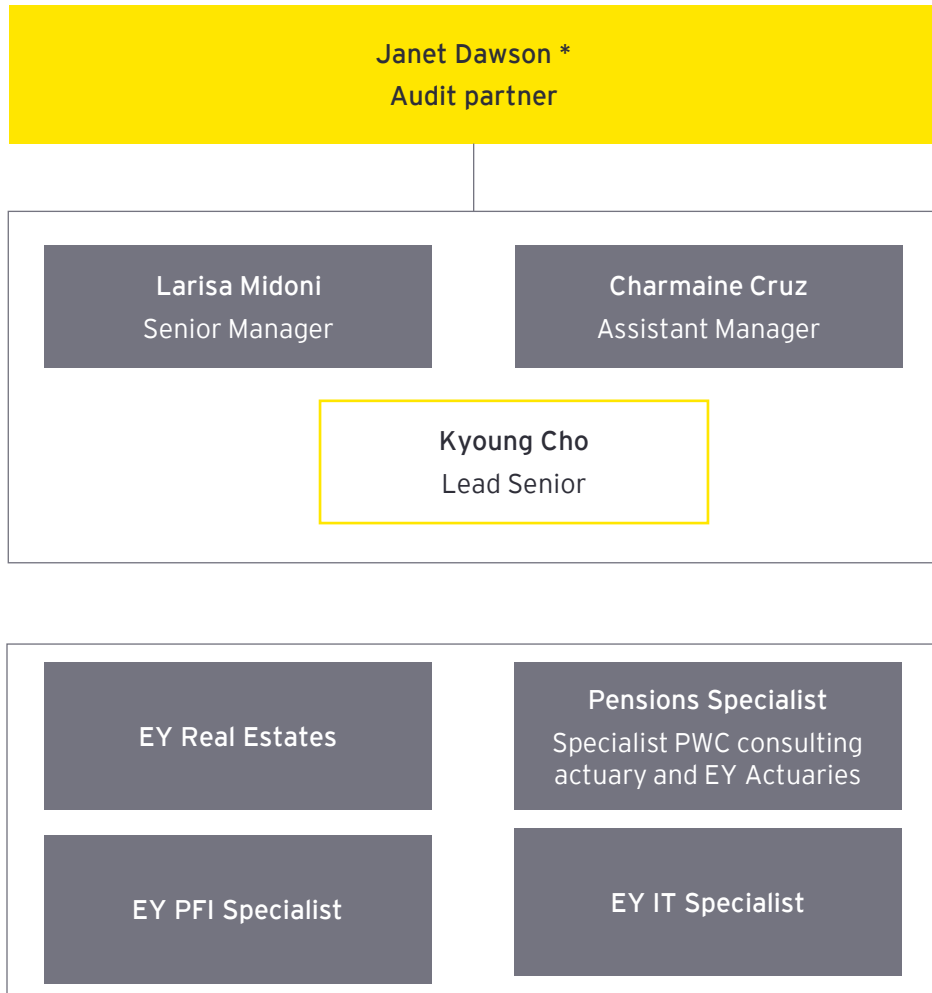 Janet Dawson *
Audit partner
Larisa Midoni
Senior Manager
Charmaine Cruz
Assistant Manager
Kyoung Cho
Lead Senior
EY Real Estates
Pensions Specialist
Specialist PWC consulting
actuary and EY Actuaries
EY PFI Specialist
EY IT Specialist